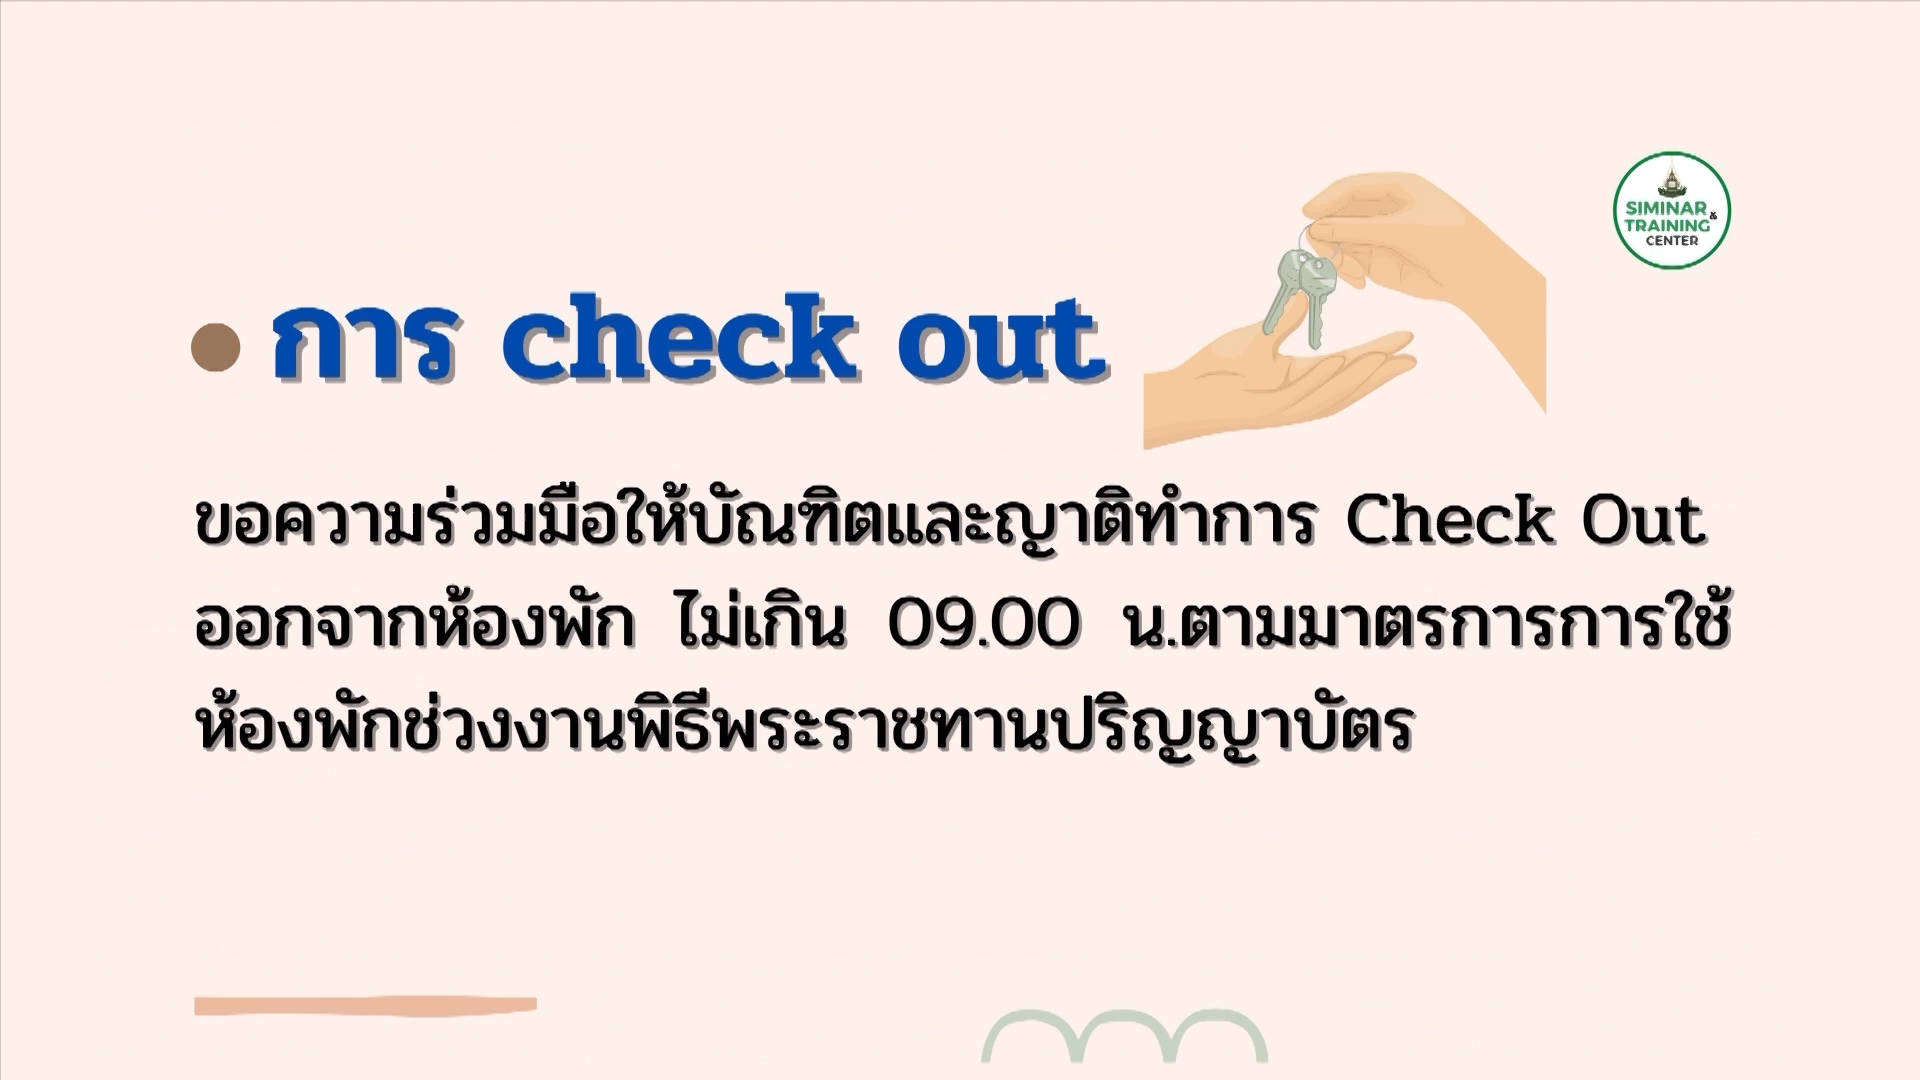 SIMINAR &
TRAINING
CENTER
การ check out
ขอความร่วมมือให้บัณฑิตและญาติทำการ Check Out
ออกจากห้องพัก ไม่เกิน 09.00 น.ตามมาตรการการใช้
ห้องพักช่วงงานพิธีพระราชทานปริญญาบัตร